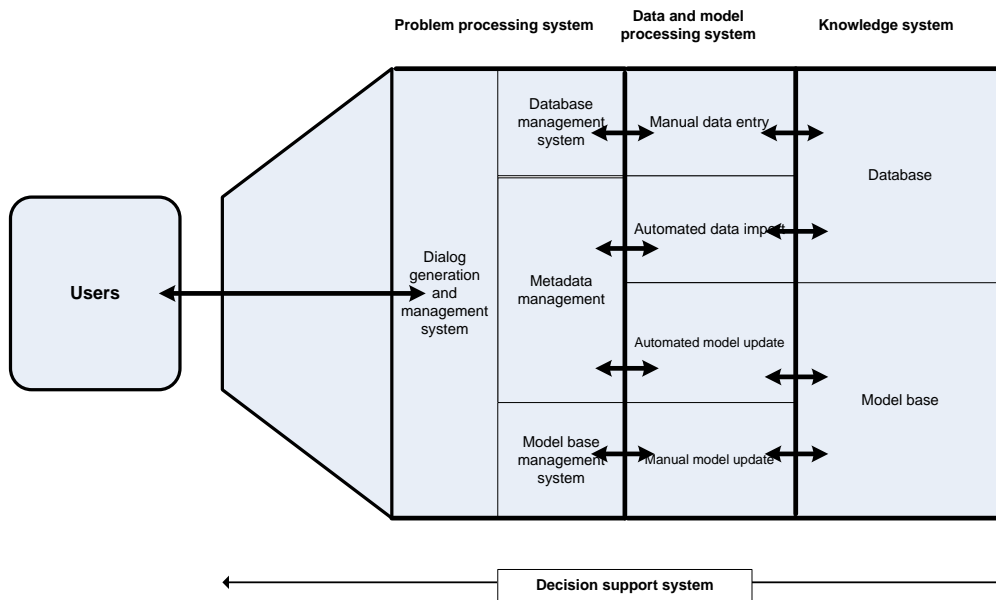 Problem processing system
Data and model
processing system
Knowledge system
Database
management
system
Manual data entry
Database
Automated data import
Users
Dialog
generation
and
management
system
Metadata
management
Automated model update
Model base
Model base
management
system
Manual model update
Decision support system